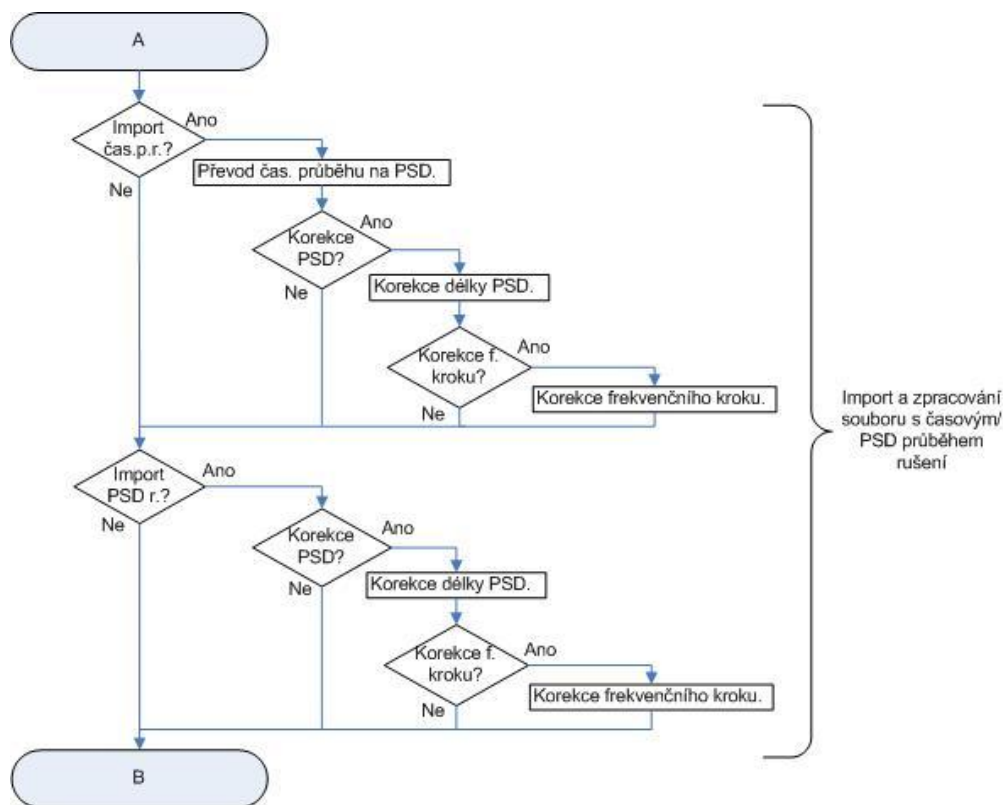 A
Import
čas.p.r.?
Ano
Ne
Převod čas. průběhu na PSD.
Korekce
PSD?
Ano
Ne
Korekce délky PSD.
Korekce f.
kroku?
Ano
Ne
Korekce frekvenčního kroku.
Import
PSD r.?
Ano
Ne
Korekce
PSD?
Ano
Ne
Korekce délky PSD.
Korekce f.
kroku?
Ano
Ne
Korekce frekvenčního kroku.
B
Import a zpracování
souboru s časovým/
PSD průběhem
rušení